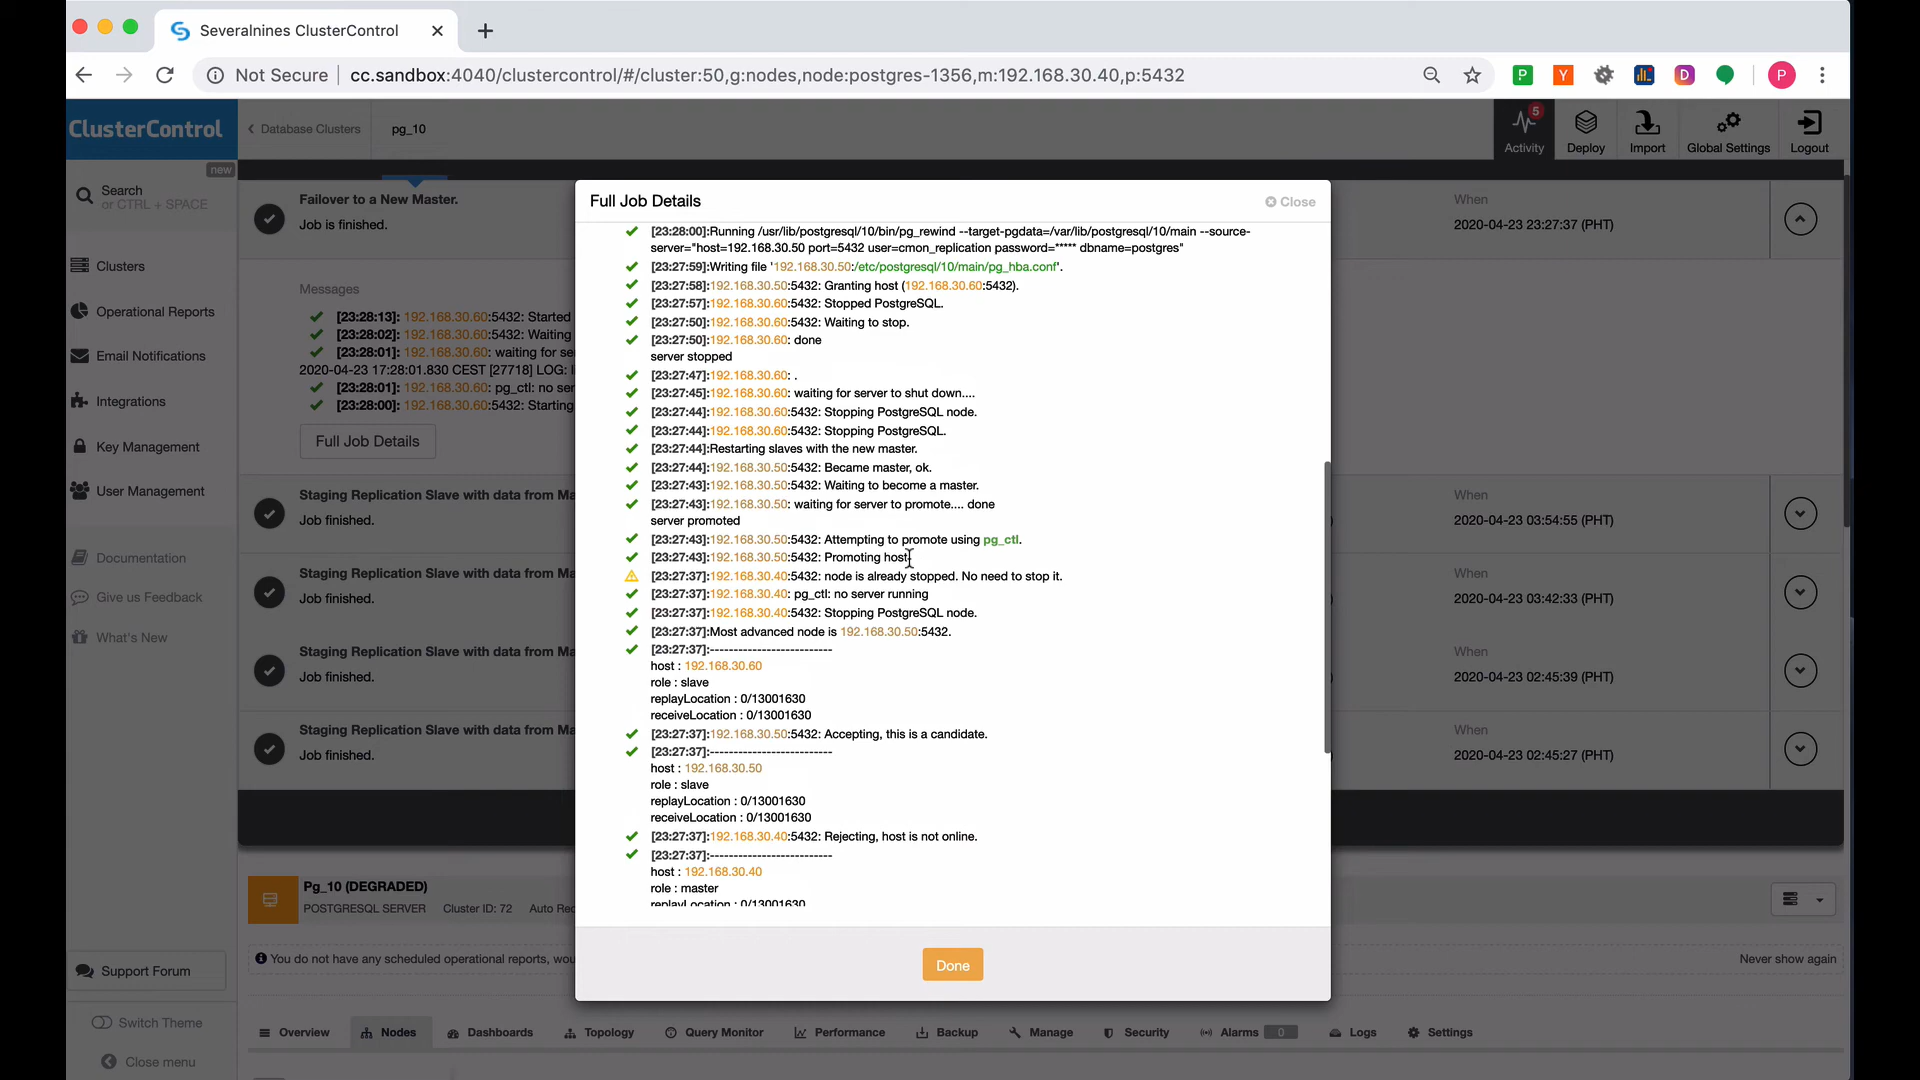 Severalnines ClusterControl
Not Secure | cc.sandbox:4040/clustercontrol/#/cluster:50,g:nodes,node:postgres-1356,m:192.168.30.40,p:5432
P
Y
D
P
ClusterControl
Database Clusters
pg_10
5
Activity
Deploy
Import
Global Settings
Logout
new
Search
or CTRL + SPACE
Clusters
Operational Reports
Email Notifications
Integrations
Key Management
User Management
Documentation
Give us Feedback
What's New
Support Forum
Switch Theme
Close menu
Failover to a New Master.
Job is finished.
When
2020-04-23 23:27:37 (PHT)
Messages
[23:28:13]: 192.168.30.60:5432: Started
[23:28:02]: 192.168.30.60:5432: Waiting
[23:28:01]: 192.168.30.60: waiting for se
2020-04-23 17:28:01.830 CEST [27718] LOG:
[23:28:01]: 192.168.30.60: pg_ctl: no ser
[23:28:00]: 192.168.30.60:5432: Starting
Full Job Details
Staging Replication Slave with data from Ma
Job finished.
When
2020-04-23 03:54:55 (PHT)
Staging Replication Slave with data from Ma
Job finished.
When
2020-04-23 03:42:33 (PHT)
Staging Replication Slave with data from Ma
Job finished.
When
2020-04-23 02:45:39 (PHT)
Staging Replication Slave with data from Ma
Job finished.
When
2020-04-23 02:45:27 (PHT)
Full Job Details
Close
[23:28:00]:Running /usr/lib/postgresql/10/bin/pg_rewind --target-pgdata=/var/lib/postgresql/10/main --source-
server="host=192.168.30.50 port=5432 user=cmon_replication password=***** dbname=postgres"
[23:27:59]:Writing file '192.168.30.50:/etc/postgresql/10/main/pg_hba.conf'.
[23:27:58]:192.168.30.50:5432: Granting host (192.168.30.60:5432).
[23:27:57]:192.168.30.60:5432: Stopped PostgreSQL.
[23:27:50]:192.168.30.60:5432: Waiting to stop.
[23:27:50]:192.168.30.60: done
server stopped
[23:27:47]:192.168.30.60: .
[23:27:45]:192.168.30.60: waiting for server to shut down....
[23:27:44]:192.168.30.60:5432: Stopping PostgreSQL node.
[23:27:44]:192.168.30.60:5432: Stopping PostgreSQL.
[23:27:44]:Restarting slaves with the new master.
[23:27:44]:192.168.30.50:5432: Became master, ok.
[23:27:43]:192.168.30.50:5432: Waiting to become a master.
[23:27:43]:192.168.30.50: waiting for server to promote.... done
server promoted
[23:27:43]:192.168.30.50:5432: Attempting to promote using pg_ctl.
[23:27:43]:192.168.30.50:5432: Promoting host.
[23:27:37]:192.168.30.40:5432: node is already stopped. No need to stop it.
[23:27:37]:192.168.30.40: pg_ctl: no server running
[23:27:37]:192.168.30.40:5432: Stopping PostgreSQL node.
[23:27:37]:Most advanced node is 192.168.30.50:5432.
[23:27:37]:--------------------------
host : 192.168.30.60
role : slave
replayLocation : 0/13001630
receiveLocation : 0/13001630
[23:27:37]:192.168.30.50:5432: Accepting, this is a candidate.
[23:27:37]:--------------------------
host : 192.168.30.50
role : slave
replayLocation : 0/13001630
receiveLocation : 0/13001630
[23:27:37]:192.168.30.40:5432: Rejecting, host is not online.
[23:27:37]:--------------------------
host : 192.168.30.40
role : master
replayLocation : 0/13001630
Done
Pg_10 (DEGRADED)
POSTGRESQL SERVER
Cluster ID: 72
Auto Rec
You do not have any scheduled operational reports, wou
Never show again
Overview
Nodes
Dashboards
Topology
Query Monitor
Performance
Backup
Manage
Security
Alarms 0
Logs
Settings